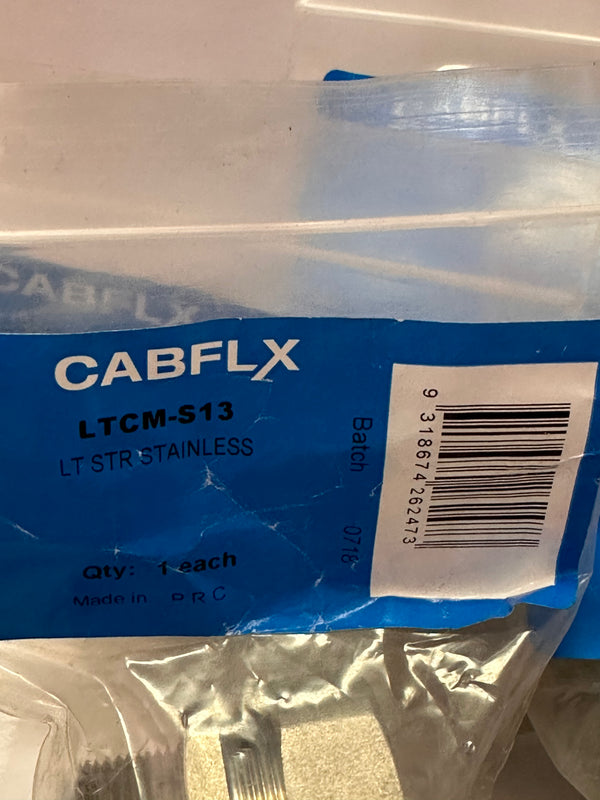 CABFLX
CABFLX
LTCM-S13
LT STR STAINLESS
Qty: 1 each
Made in P R C
Batch 0718
9 318674 262473